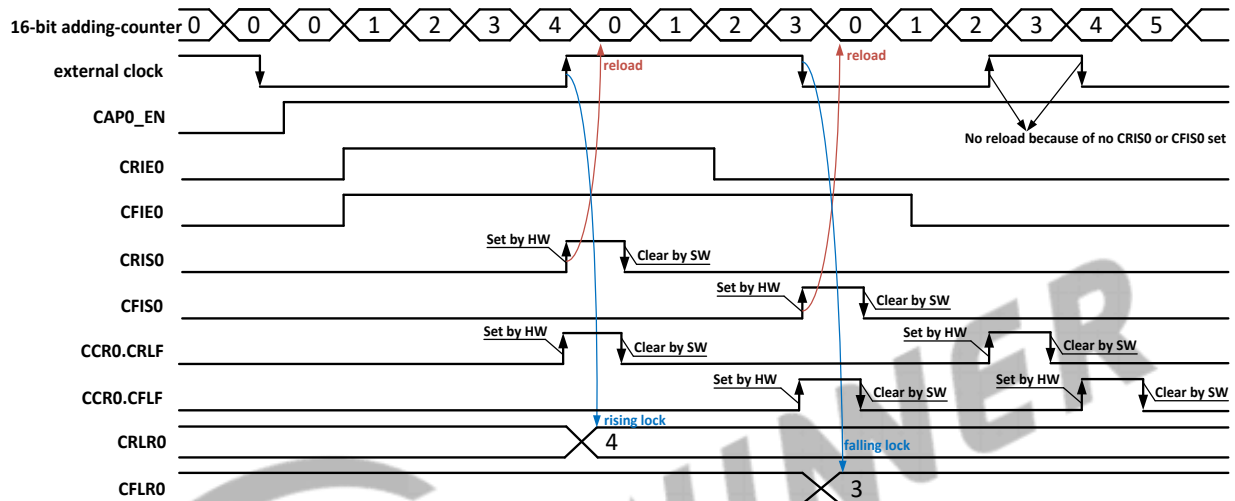 16-bit adding-counter 0 0 0 1 2 3 4 0 1 2 3 0 1 2 3 4 5
external clock
reload
reload
CAP0_EN
No reload because of no CRIS0 or CFIS0 set
CRIE0
CFIE0
CRIS0
Set by HW
Clear by SW
CFIS0
Set by HW
Clear by SW
CCR0.CRLF
Set by HW
Clear by SW
Set by HW
Clear by SW
CCR0.CFLF
Set by HW
Clear by SW
Set by HW
Clear by SW
CRLR0
rising lock
4
falling lock
CFLR0
3